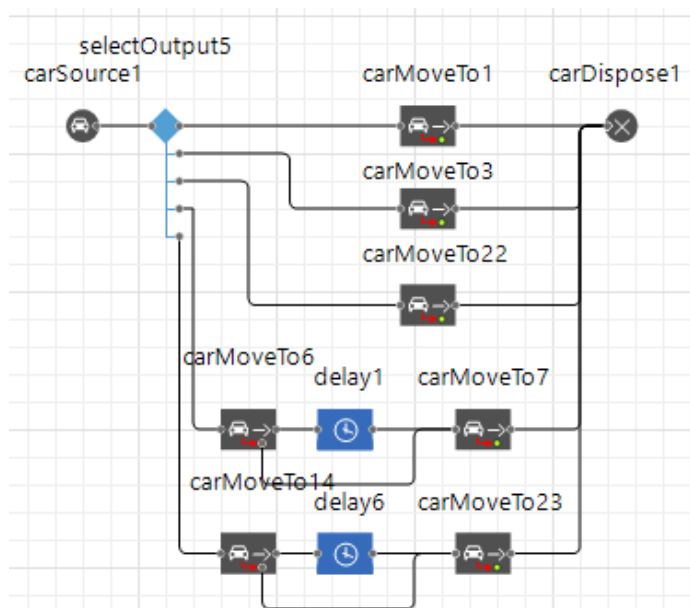 selectOutput5
carSource1
carMoveTo1
carDispose1
carMoveTo3
carMoveTo22
carMoveTo6
delay1
carMoveTo7
carMoveTo14
delay6
carMoveTo23